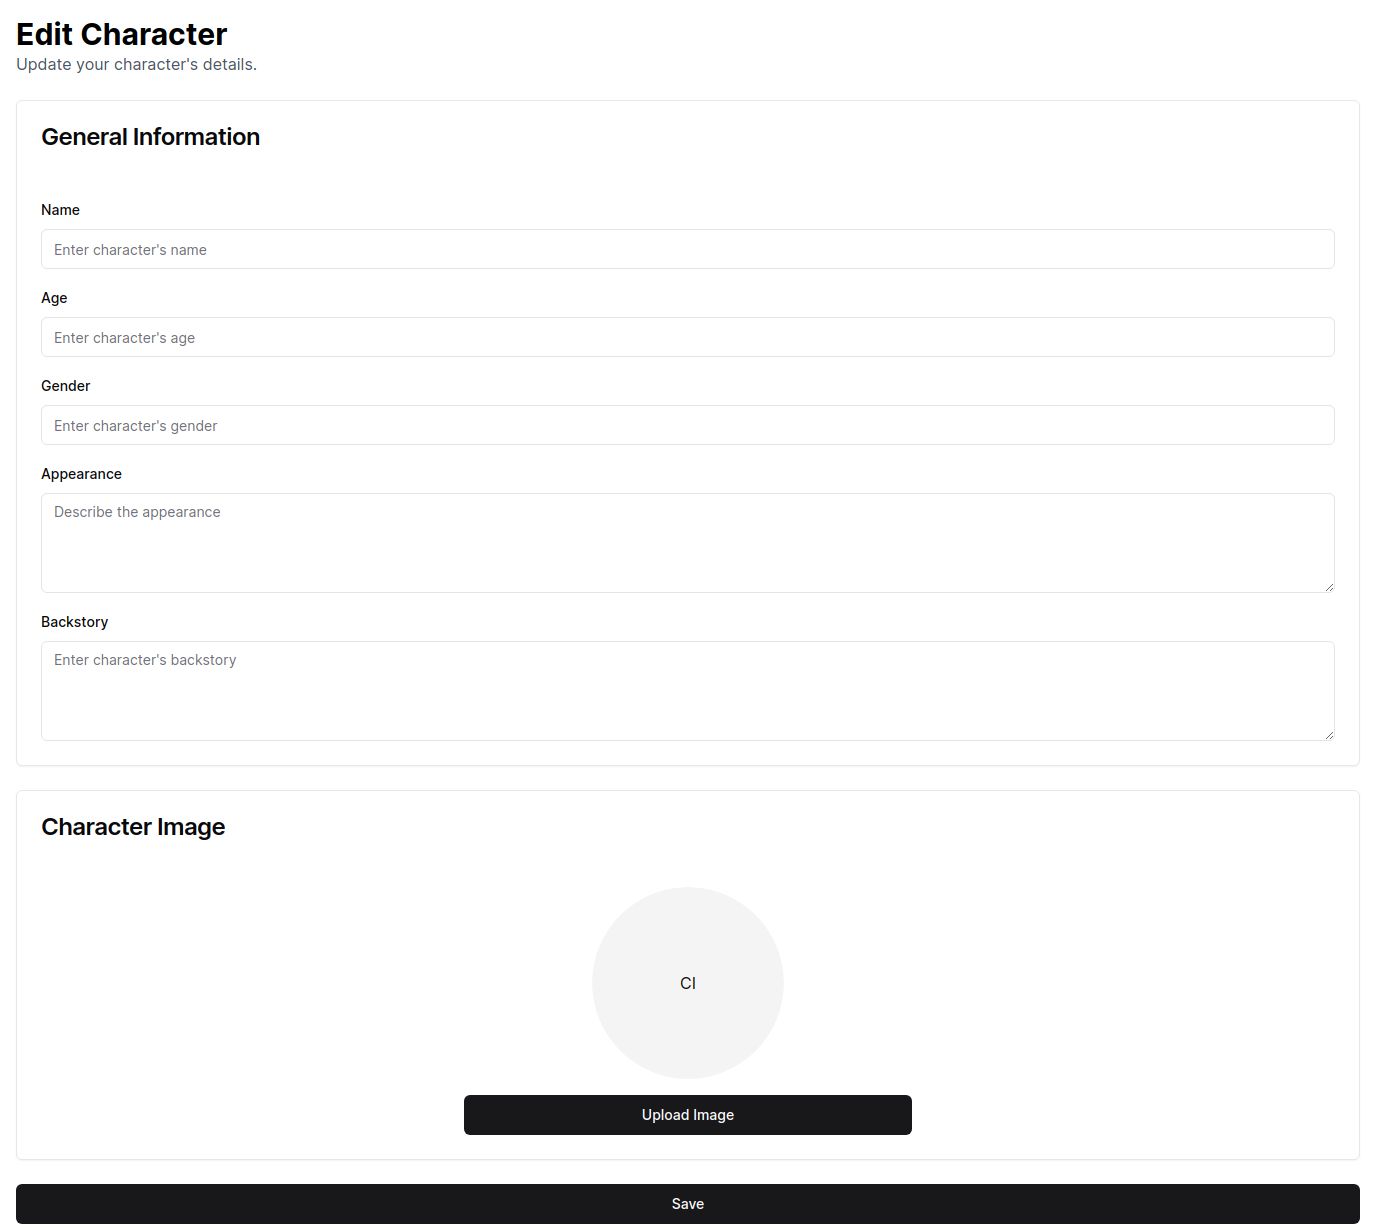 Edit Character
Update your character's details.
General Information
Name
Enter character's name
Age
Enter character's age
Gender
Enter character's gender
Appearance
Describe the appearance
Backstory
Enter character's backstory
Character Image
CI
Upload Image
Save